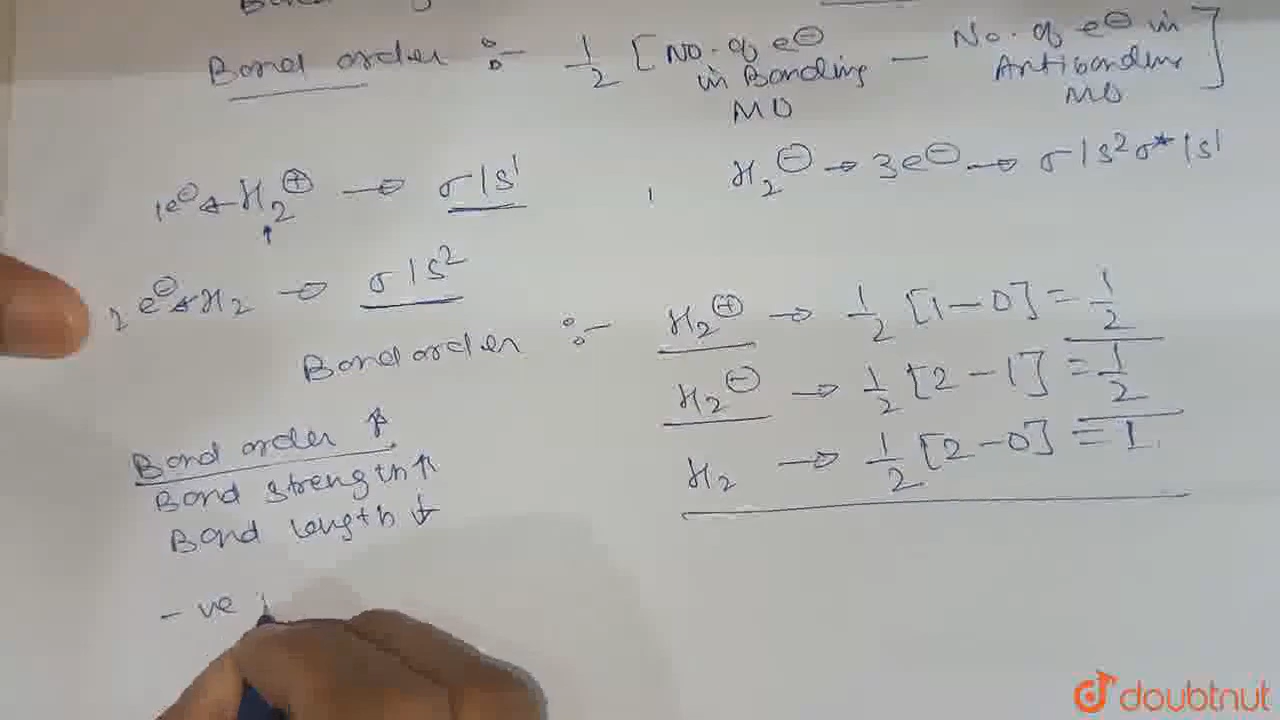 Bond order :- 1/2 [No. of e⊖ in Bonding MO — No. of e⊖ in Antibonding MO]
1e⊖ ← H2⊕ → σ1s¹ , H2⊖ → 3e⊖ → σ1s² σ*1s¹
2e⊖ ← H2 → σ1s²
Bond order :- H2⊕ → 1/2 [1-0] = 1/2
H2⊖ → 1/2 [2-1] = 1/2
H2 → 1/2 [2-0] = 1.
Bond order ↑
Bond strength ↑
Bond length ↓
- ve
doubtnut